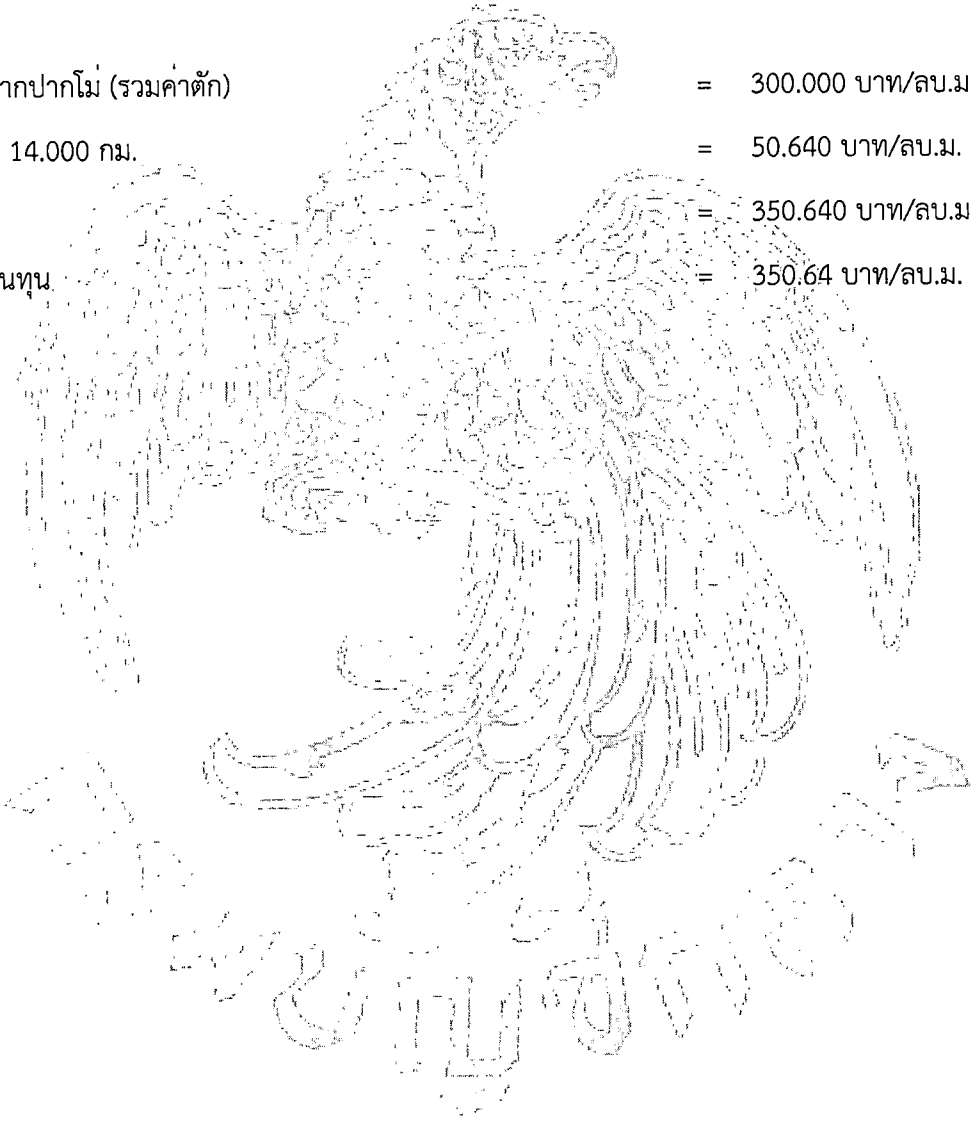 ากปากโม่ (รวมค่าตัก) = 300.000 บาท/ลบ.ม
14.000 กม. = 50.640 บาท/ลบ.ม.
= 350.640 บาท/ลบ.ม
นทุน = 350.64 บาท/ลบ.ม.